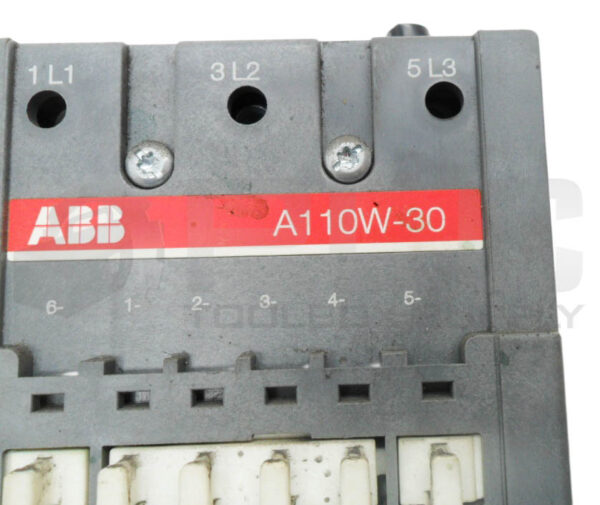 1 L1 3 L2 5 L3
ABB A110W-30
6- 1- 2- 3- 4- 5-